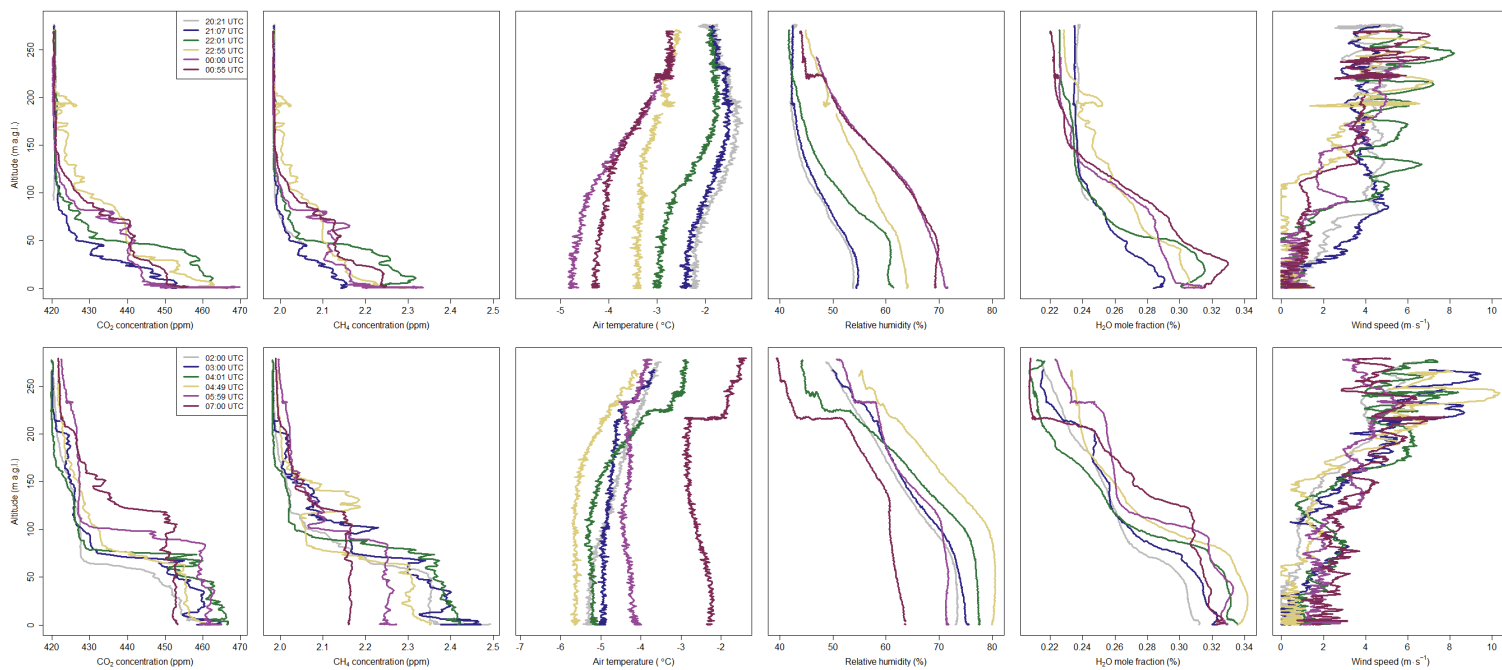 20:21 UTC
21:07 UTC
22:01 UTC
22:55 UTC
00:00 UTC
00:55 UTC
Altitude (m a.g.l.)
0 50 100 150 200 250
420 430 440 450 460 470
CO2 concentration (ppm)
2.0 2.1 2.2 2.3 2.4 2.5
CH4 concentration (ppm)
-5 -4 -3 -2
Air temperature ( °C)
50 60 70 80
Relative humidity (%)
0.22 0.24 0.26 0.28 0.30 0.32 0.34
H2O mole fraction (%)
0 2 4 6 8 10
Wind speed (m· s−1)
02:00 UTC
03:00 UTC
04:01 UTC
04:49 UTC
05:59 UTC
07:00 UTC
Altitude (m a.g.l.)
0 50 100 150 200 250
420 430 440 450 460 470
CO2 concentration (ppm)
2.0 2.1 2.2 2.3 2.4 2.5
CH4 concentration (ppm)
-6 -5 -4 -3 -2
Air temperature ( °C)
40 50 60 70 80
Relative humidity (%)
0.22 0.24 0.26 0.28 0.30 0.32 0.34
H2O mole fraction (%)
0 2 4 6 8 10
Wind speed (m· s−1)